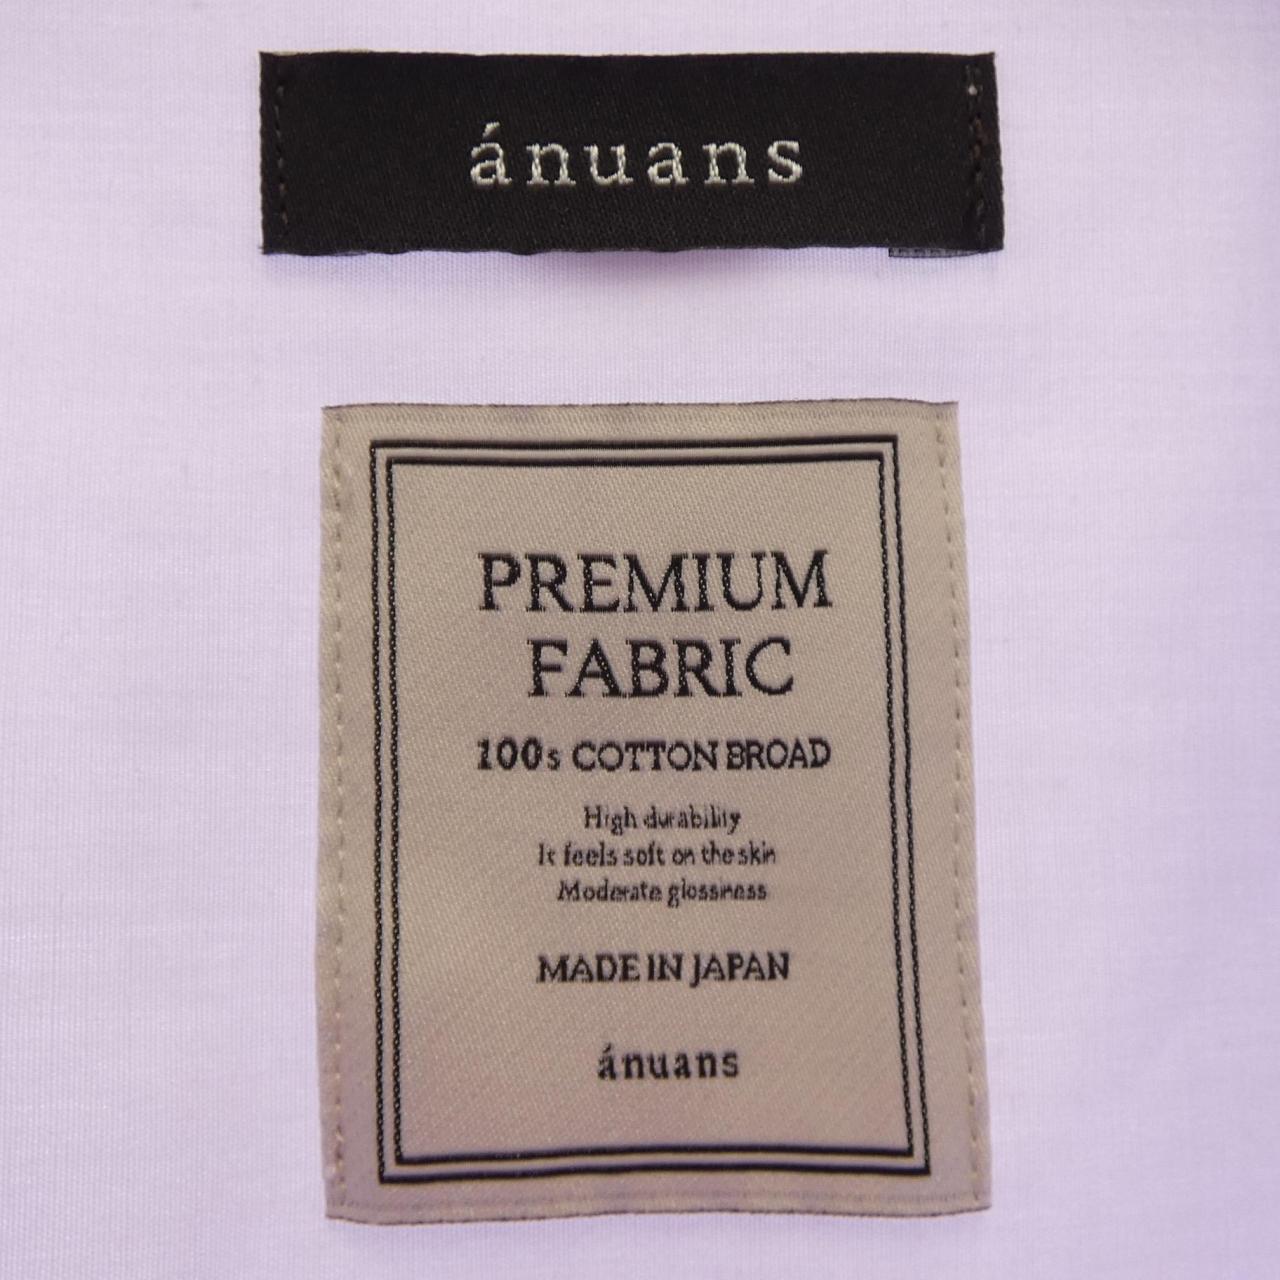 ánuans
PREMIUM
FABRIC
100s COTTON BROAD
High durability
It feels soft on the skin
Moderate glossiness
MADE IN JAPAN
ánuans